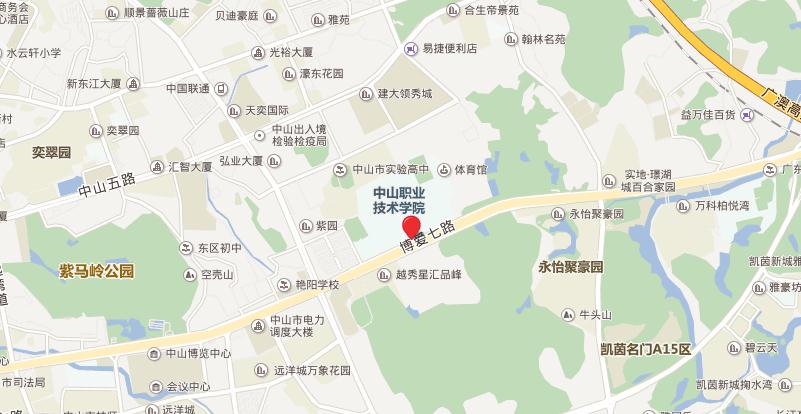 商务会
心酒店
顺景蔷薇山庄
贝迪豪庭
雅苑
合生帝景苑
水云轩小学
光裕大厦
易捷便利店
翰林名苑
新东江大厦
中国联通
濠东花园
建大领秀城
广澳高
新村
奕翠园
天奕国际
益万佳百货
奕翠园
中山出入境
检验检疫局
汇智大厦
弘业大厦
中山市实验高中
体育馆
广东
中山五路
中山职业
技术学院
实地·璟湖
城百合家园
万科柏悦湾
紫园
博爱七路
永怡聚豪园
东区初中
紫马岭公园
空壳山
越秀星汇品峰
永怡聚豪园
凯茵新城雅
艳阳学校
雅豪坊
牛头山
中山市电力
调度大楼
中山博览中心
凯茵名门A15区
碧云天
市司法局
远洋城万象花园
会议中心
凯茵新城掬水湾
远洋城